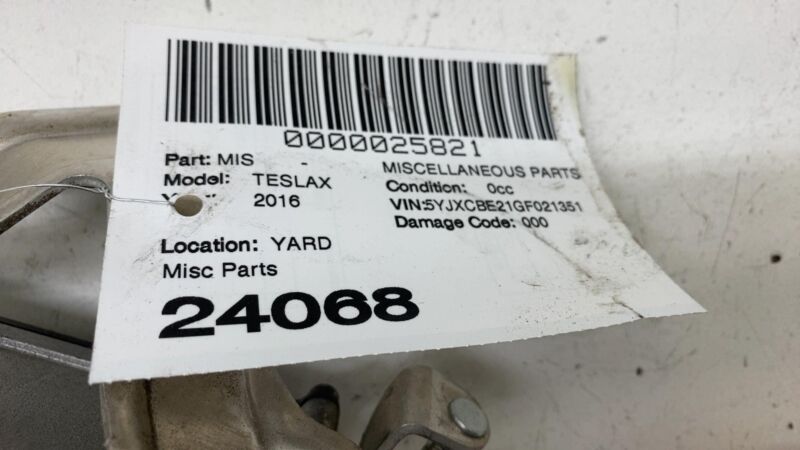 0000025821
Part: MIS - MISCELLANEOUS PARTS
Model: TESLAX Condition: 0cc
2016 VIN:5YJXCBE21GF021351
Damage Code: 000
Location: YARD
Misc Parts
24068